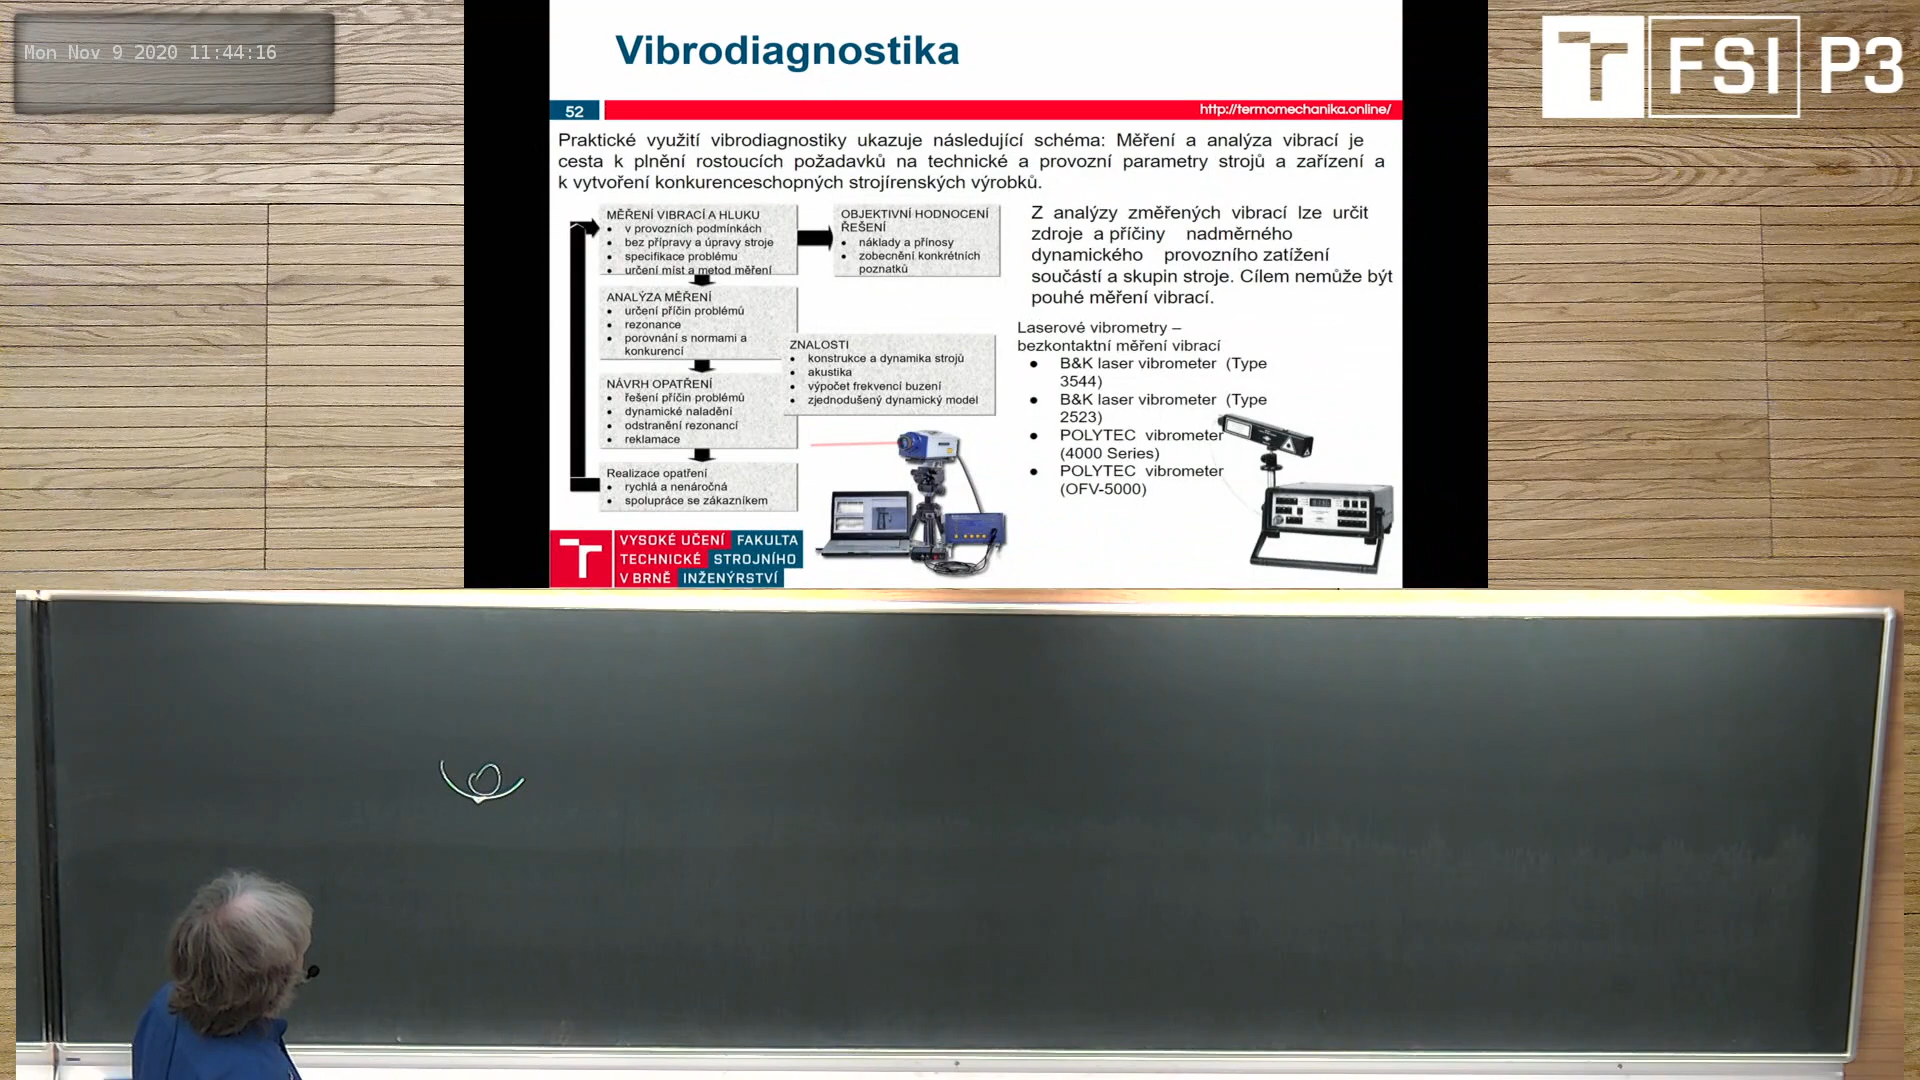 Mon Nov 9 2020 11:44:16
Vibrodiagnostika
FSI P3
52
http://termomechanika.online/
Praktické využití vibrodiagnostiky ukazuje následující schéma: Měření a analýza vibrací je
cesta k plnění rostoucích požadavků na technické a provozní parametry strojů a zařízení a
k vytvoření konkurenceschopných strojírenských výrobků.
MĚŘENÍ VIBRACÍ A HLUKU
• v provozních podmínkách
• bez přípravy a úpravy stroje
• specifikace problému
• určení míst a metod měření
OBJEKTIVNÍ HODNOCENÍ
ŘEŠENÍ
• náklady a přínosy
• zobecnění konkrétních
poznatků
ANALÝZA MĚŘENÍ
• určení příčin problémů
• rezonance
• porovnání s normami a
konkurencí
ZNALOSTI
• konstrukce a dynamika strojů
• akustika
• výpočet frekvencí buzení
• zjednodušený dynamický model
NÁVRH OPATŘENÍ
• řešení příčin problémů
• dynamické naladění
• odstranění rezonancí
• reklamace
Realizace opatření
• rychlá a nenáročná
• spolupráce se zákazníkem
Z analýzy změřených vibrací lze určit
zdroje a příčiny nadměrného
dynamického provozního zatížení
součástí a skupin stroje. Cílem nemůže být
pouhé měření vibrací.
Laserové vibrometry –
bezkontaktní měření vibrací
• B&K laser vibrometer (Type
3544)
• B&K laser vibrometer (Type
2523)
• POLYTEC vibrometer
(4000 Series)
• POLYTEC vibrometer
(OFV-5000)
VYSOKÉ UČENÍ FAKULTA
TECHNICKÉ STROJNÍHO
V BRNĚ INŽENÝRSTVÍ